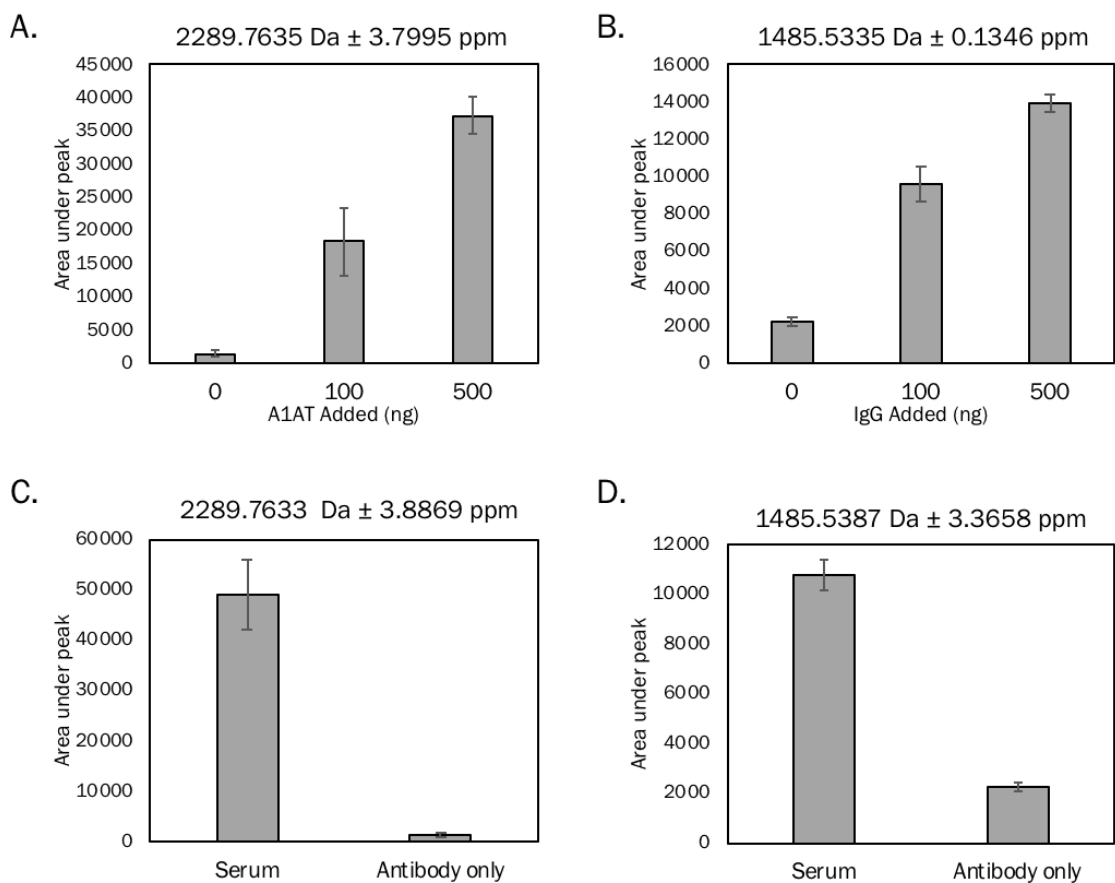 A.
2289.7635 Da ± 3.7995 ppm
45000
40000
35000
30000
25000
20000
15000
10000
5000
0
Area under peak
0 100 500
A1AT Added (ng)
B.
1485.5335 Da ± 0.1346 ppm
16000
14000
12000
10000
8000
6000
4000
2000
0
Area under peak
0 100 500
IgG Added (ng)
C.
2289.7633 Da ± 3.8869 ppm
60000
50000
40000
30000
20000
10000
0
Area under peak
Serum Antibody only
D.
1485.5387 Da ± 3.3658 ppm
12000
10000
8000
6000
4000
2000
0
Area under peak
Serum Antibody only